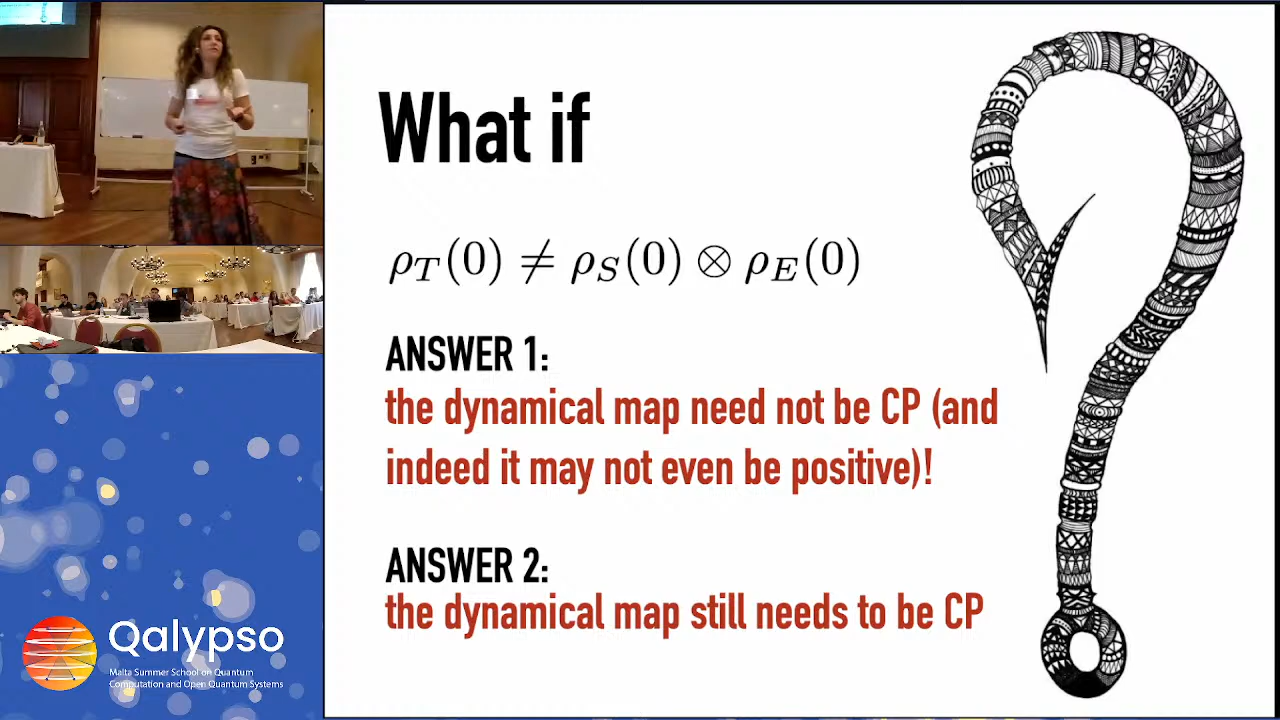 What if
ρ_T(0) ≠ ρ_S(0) ⊗ ρ_E(0)
ANSWER 1:
the dynamical map need not be CP (and
indeed it may not even be positive)!
ANSWER 2:
the dynamical map still needs to be CP
Qalypso
Malta Summer School on Quantum
Computation and Open Quantum Systems